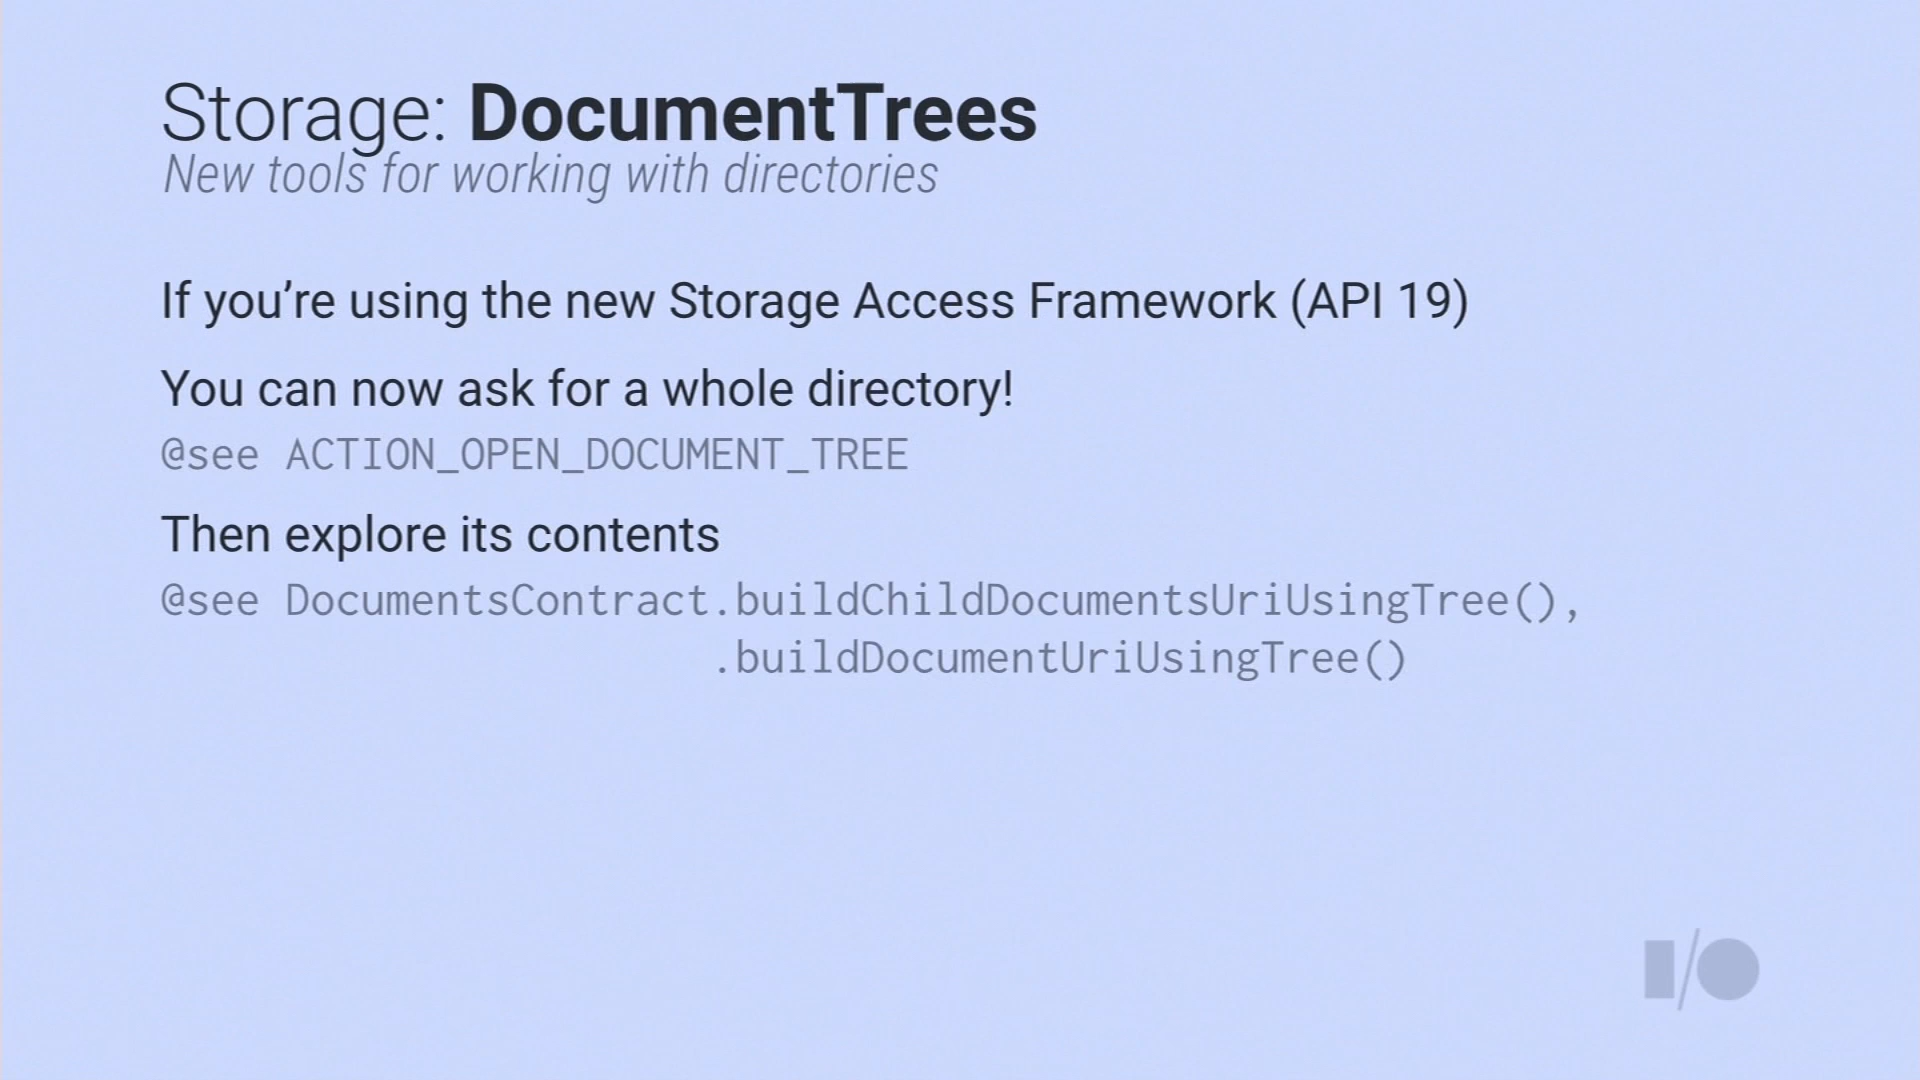 Storage: DocumentTrees
New tools for working with directories
If you’re using the new Storage Access Framework (API 19)
You can now ask for a whole directory!
@see ACTION_OPEN_DOCUMENT_TREE
Then explore its contents
@see DocumentsContract.buildChildDocumentsUriUsingTree(),
.buildDocumentUriUsingTree()
I/O